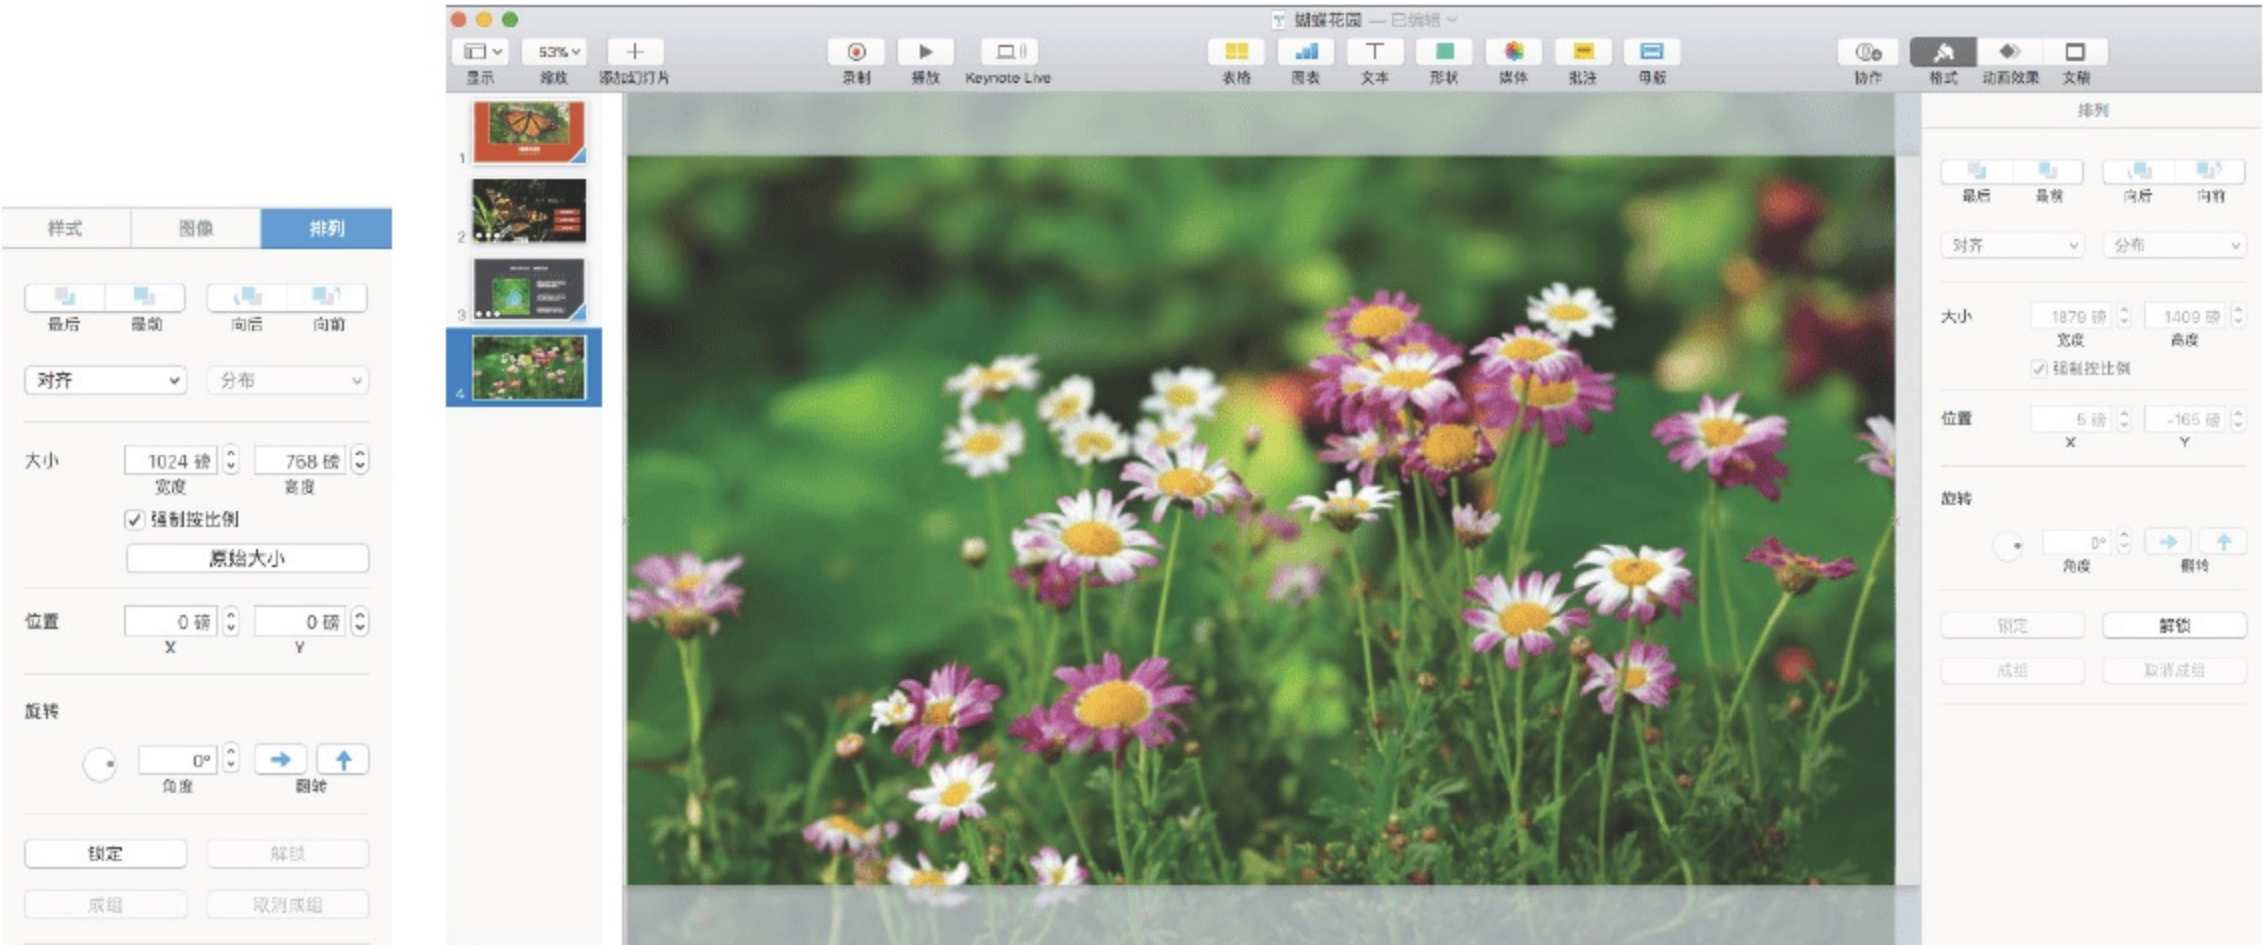 样式 图像 排列
最后 最前 向后 向前
对齐 分布
大小 1024 磅 768 磅
宽度 高度
强制按比例
原始大小
位置 0 磅 0 磅
X Y
旋转
0°
角度 翻转
锁定 解锁
成组 取消成组
蝴蝶花园 — 已编辑
53%
显示 缩放 添加幻灯片 录制 播放 Keynote Live 表格 图表 文本 形状 媒体 批注 母版 协作 格式 动画效果 文稿
1
2
3
4
排列
最后 最前 向后 向前
对齐 分布
大小 1879 磅 1409 磅
宽度 高度
强制按比例
位置 5 磅 -165 磅
X Y
旋转
0°
角度 翻转
锁定 解锁
成组 取消成组